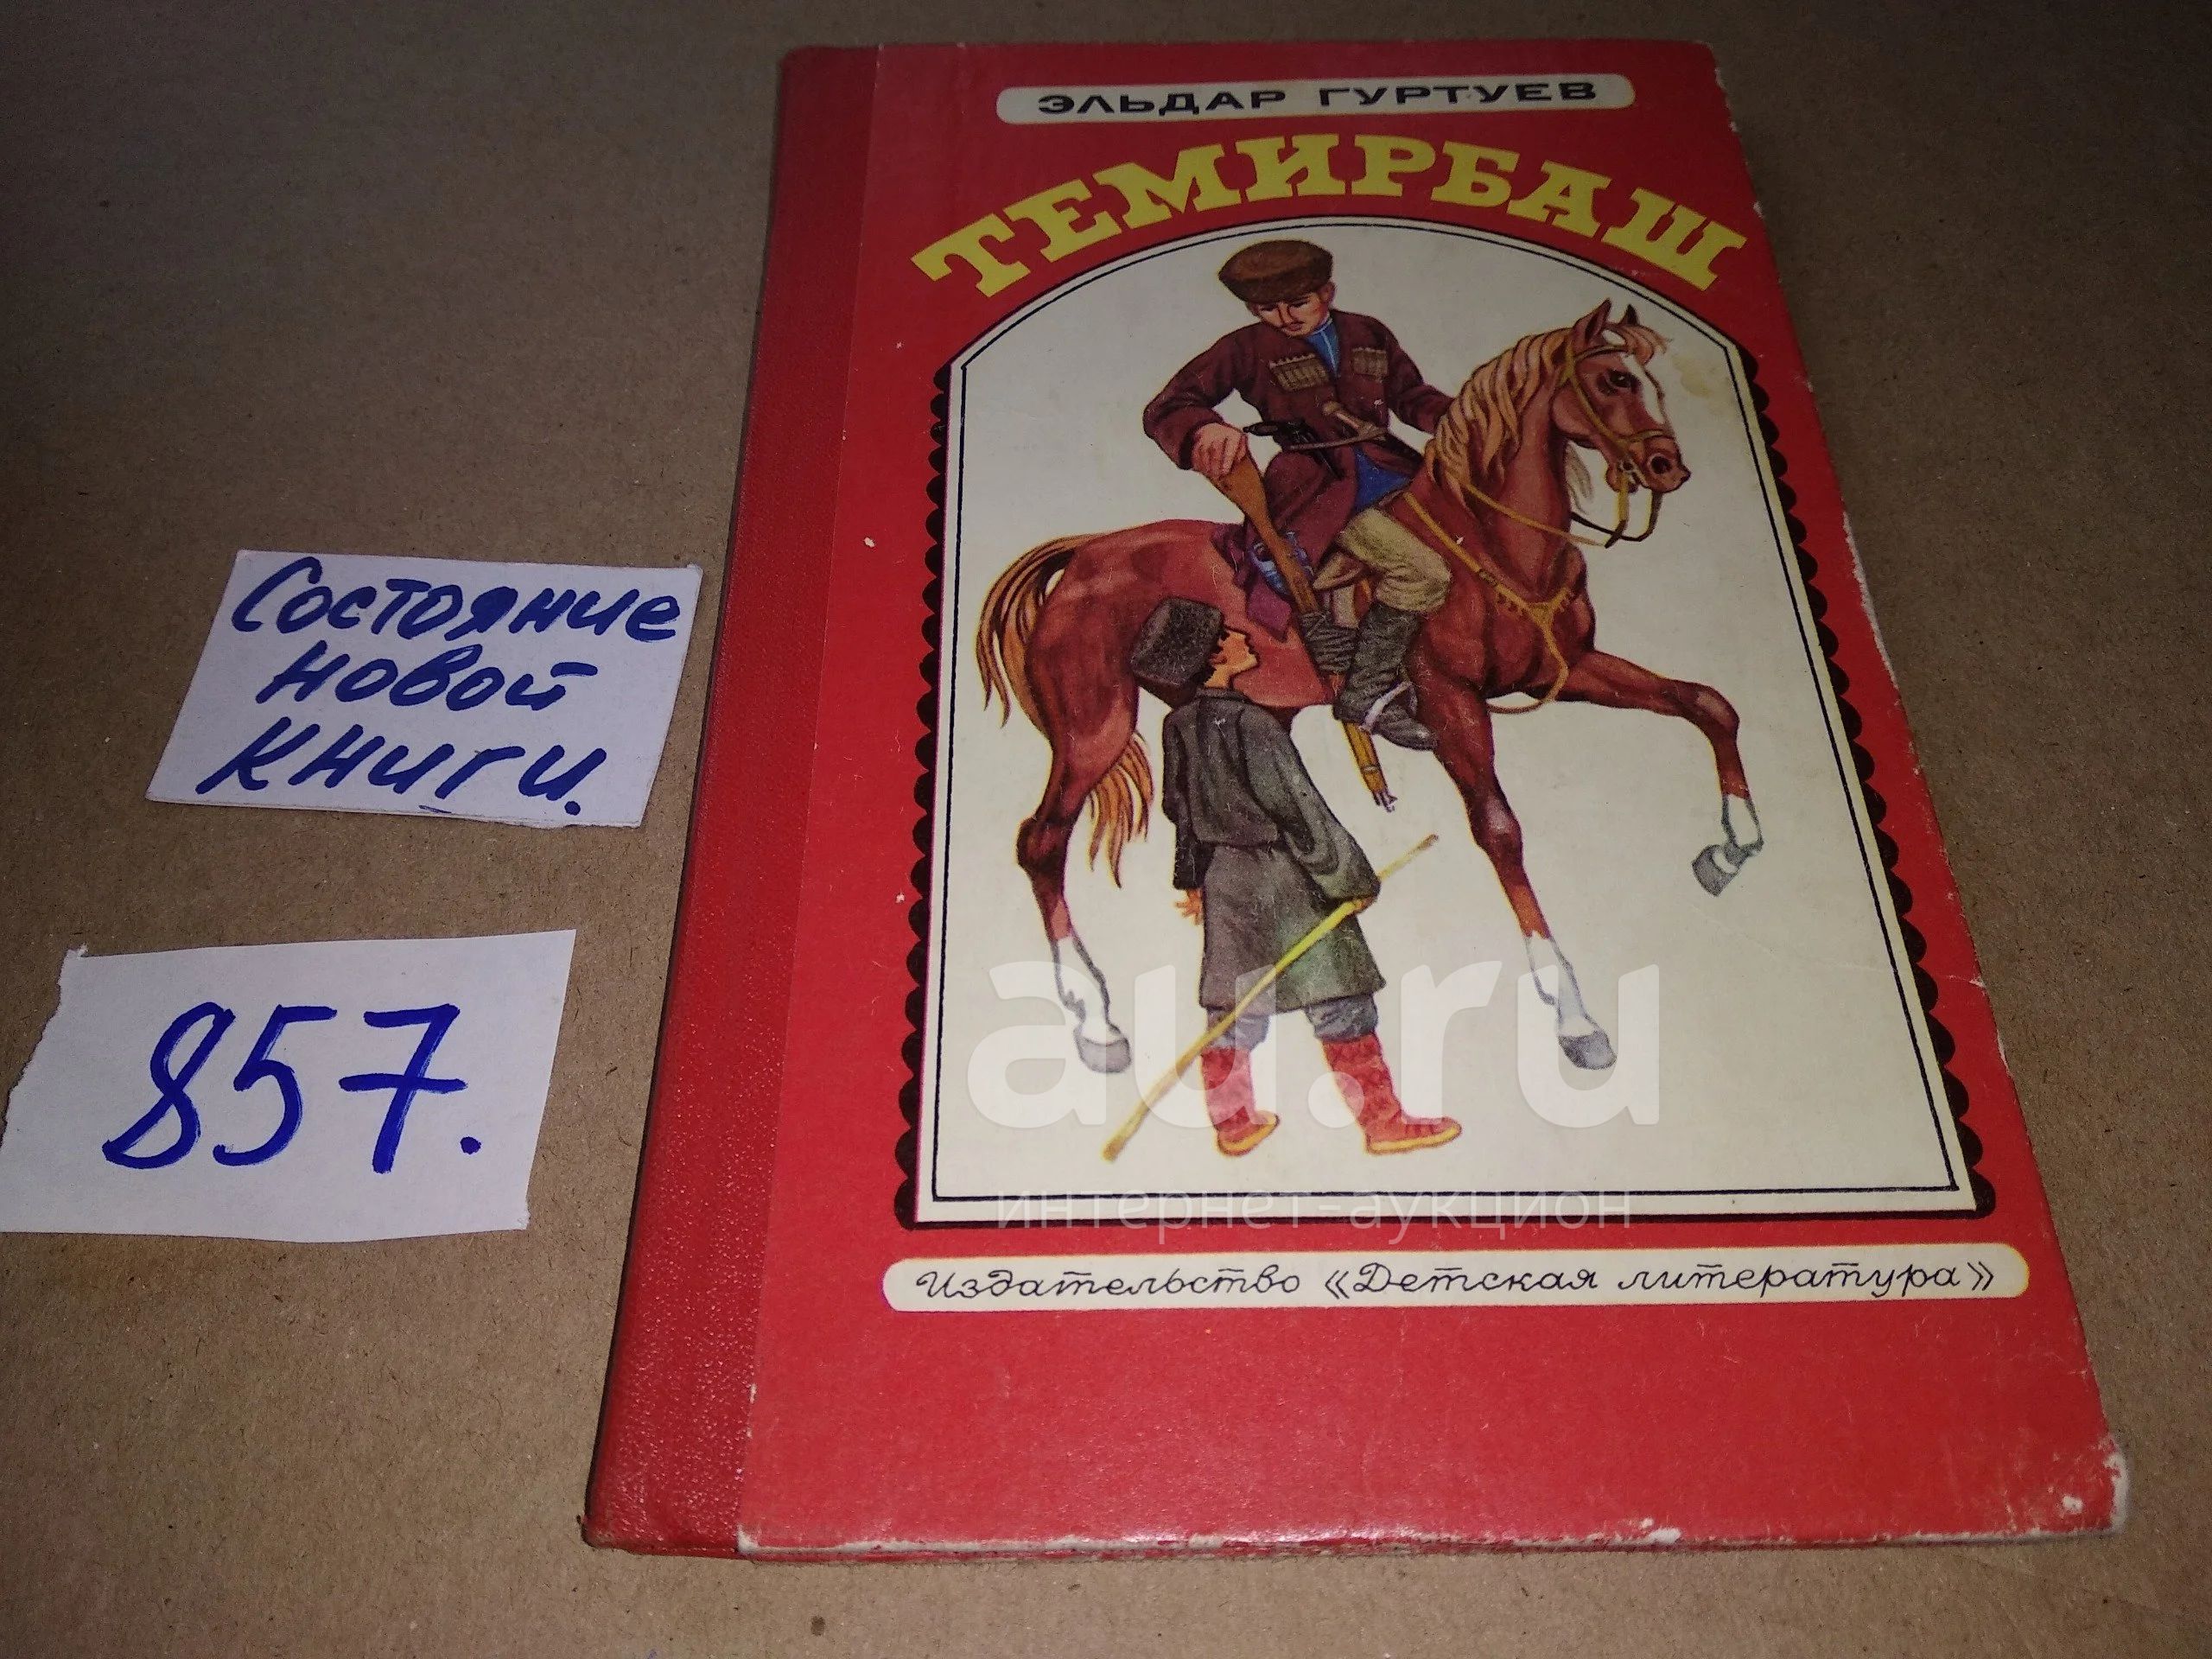 ЭЛЬДАР ГУРТУЕВ
ТЕМИРБАШ
Состояние
новой
книги.
857.
au.ru
интернет-аукцион
Издательство «Детская литература»